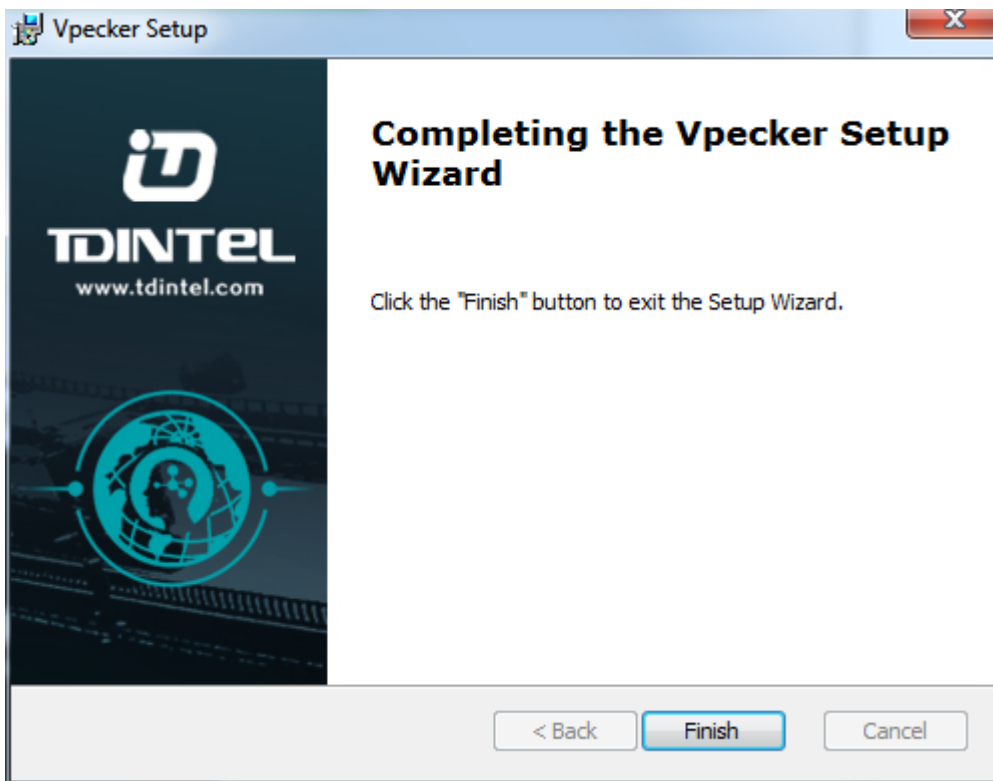 Vpecker Setup
TDINTEL
www.tdintel.com
Completing the Vpecker Setup
Wizard
Click the "Finish" button to exit the Setup Wizard.
< Back
Finish
Cancel